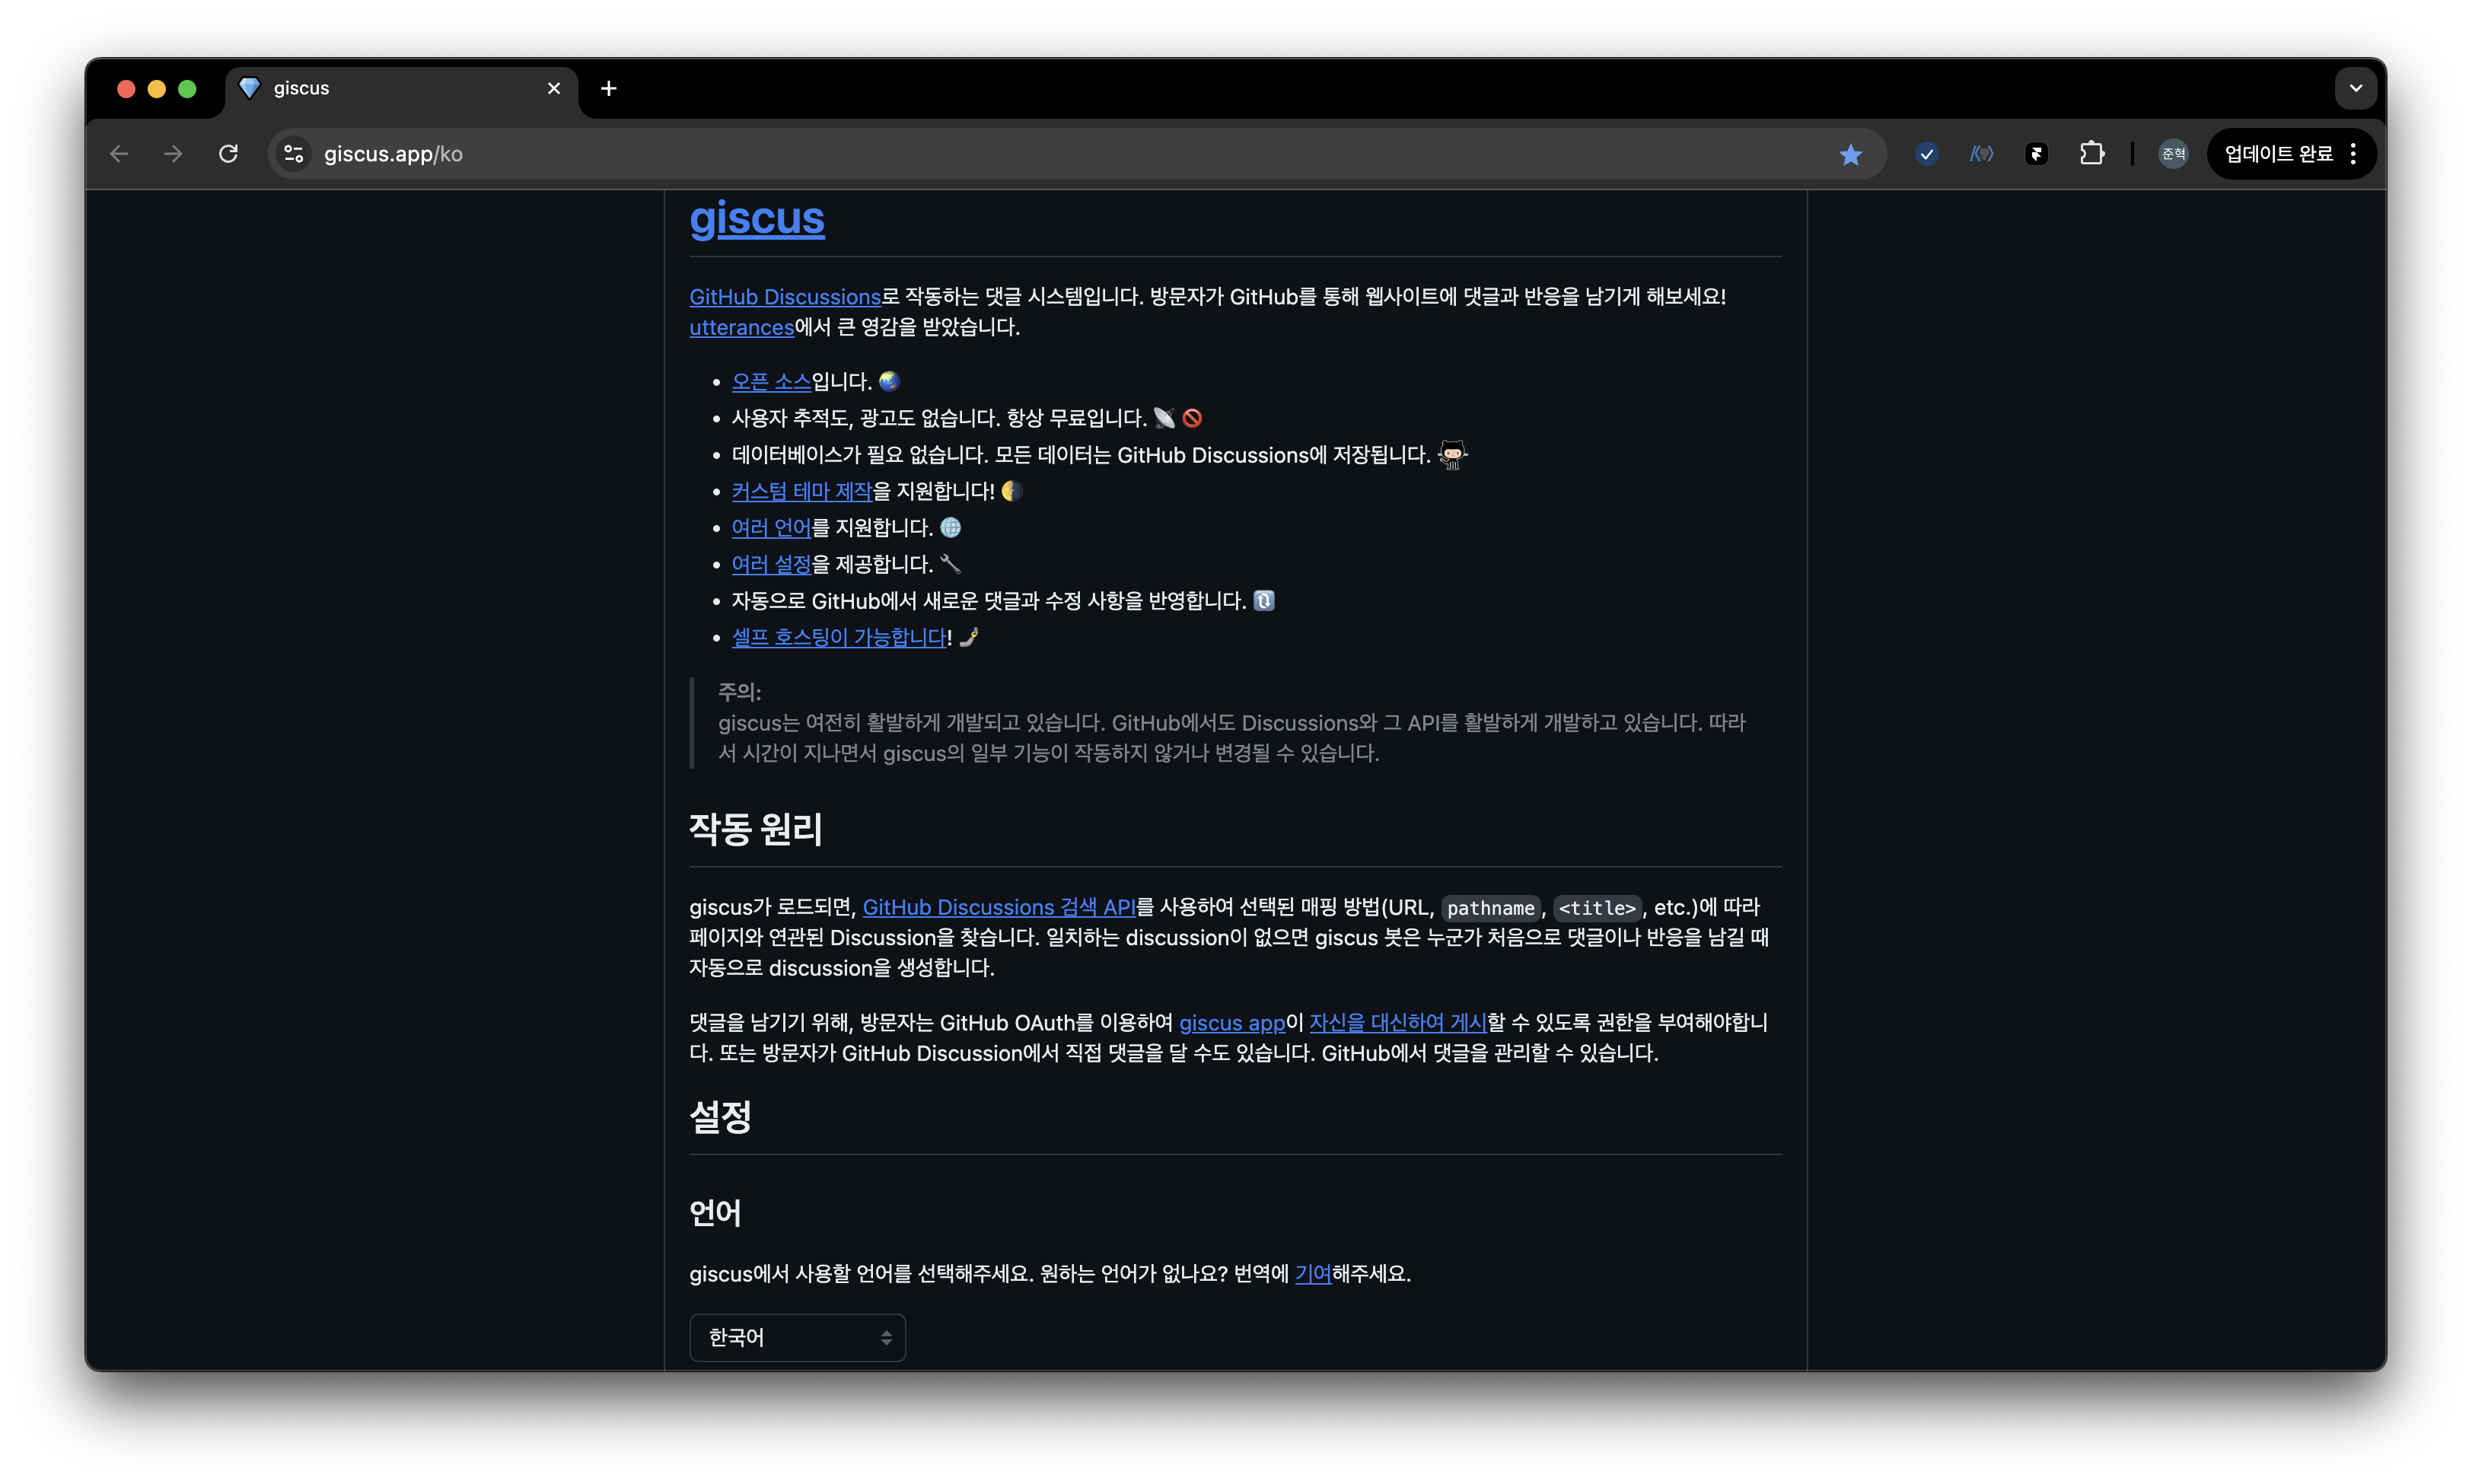 giscus
giscus.app/ko
준혁
업데이트 완료
giscus
GitHub Discussions로 작동하는 댓글 시스템입니다. 방문자가 GitHub를 통해 웹사이트에 댓글과 반응을 남기게 해보세요!
utterances에서 큰 영감을 받았습니다.
• 오픈 소스입니다. 🌏
• 사용자 추적도, 광고도 없습니다. 항상 무료입니다. 📡 🚫
• 데이터베이스가 필요 없습니다. 모든 데이터는 GitHub Discussions에 저장됩니다.
• 커스텀 테마 제작을 지원합니다! 🌗
• 여러 언어를 지원합니다. 🌐
• 여러 설정을 제공합니다. 🔧
• 자동으로 GitHub에서 새로운 댓글과 수정 사항을 반영합니다. 🔃
• 셀프 호스팅이 가능합니다! 🤳
주의:
giscus는 여전히 활발하게 개발되고 있습니다. GitHub에서도 Discussions와 그 API를 활발하게 개발하고 있습니다. 따라
서 시간이 지나면서 giscus의 일부 기능이 작동하지 않거나 변경될 수 있습니다.
작동 원리
giscus가 로드되면, GitHub Discussions 검색 API를 사용하여 선택된 매핑 방법(URL, pathname, <title>, etc.)에 따라
페이지와 연관된 Discussion을 찾습니다. 일치하는 discussion이 없으면 giscus 봇은 누군가 처음으로 댓글이나 반응을 남길 때
자동으로 discussion을 생성합니다.
댓글을 남기기 위해, 방문자는 GitHub OAuth를 이용하여 giscus app이 자신을 대신하여 게시할 수 있도록 권한을 부여해야합니
다. 또는 방문자가 GitHub Discussion에서 직접 댓글을 달 수도 있습니다. GitHub에서 댓글을 관리할 수 있습니다.
설정
언어
giscus에서 사용할 언어를 선택해주세요. 원하는 언어가 없나요? 번역에 기여해주세요.
한국어